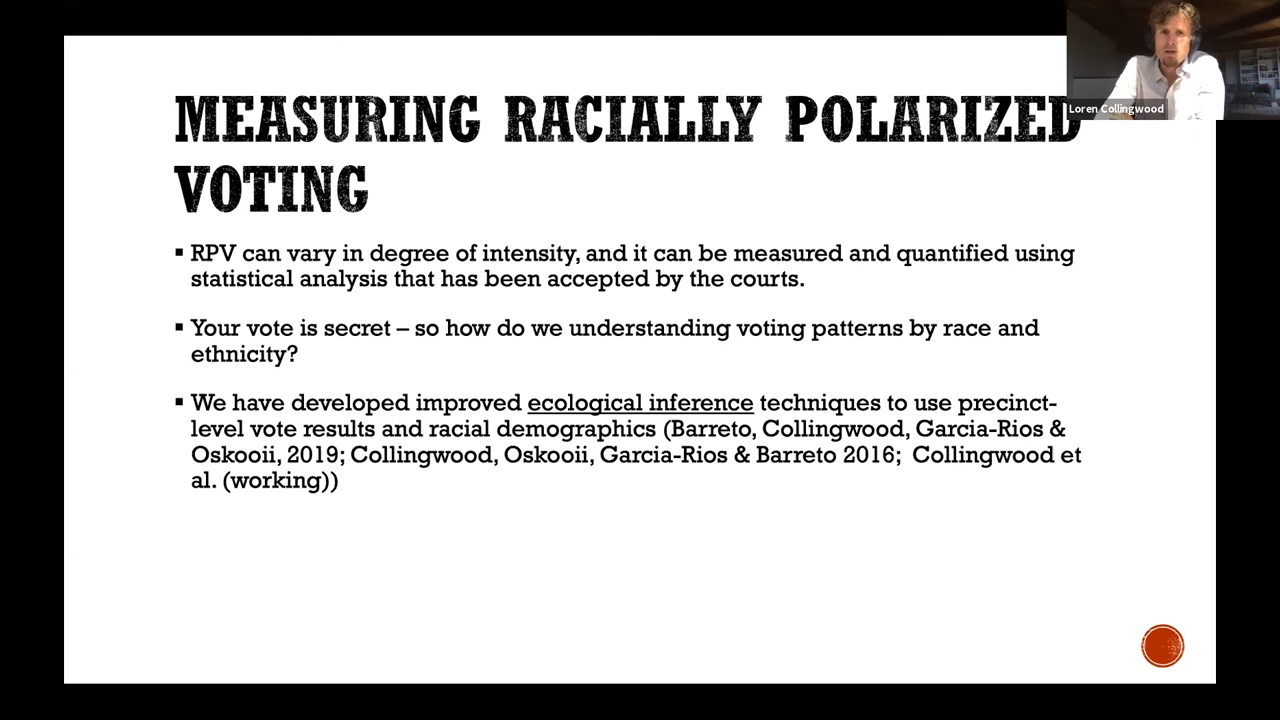 MEASURING RACIALLY POLARIZED
VOTING
Loren Collingwood
▪ RPV can vary in degree of intensity, and it can be measured and quantified using
statistical analysis that has been accepted by the courts.
▪ Your vote is secret – so how do we understanding voting patterns by race and
ethnicity?
▪ We have developed improved ecological inference techniques to use precinct-
level vote results and racial demographics (Barreto, Collingwood, Garcia-Rios &
Oskooii, 2019; Collingwood, Oskooii, Garcia-Rios & Barreto 2016; Collingwood et
al. (working))